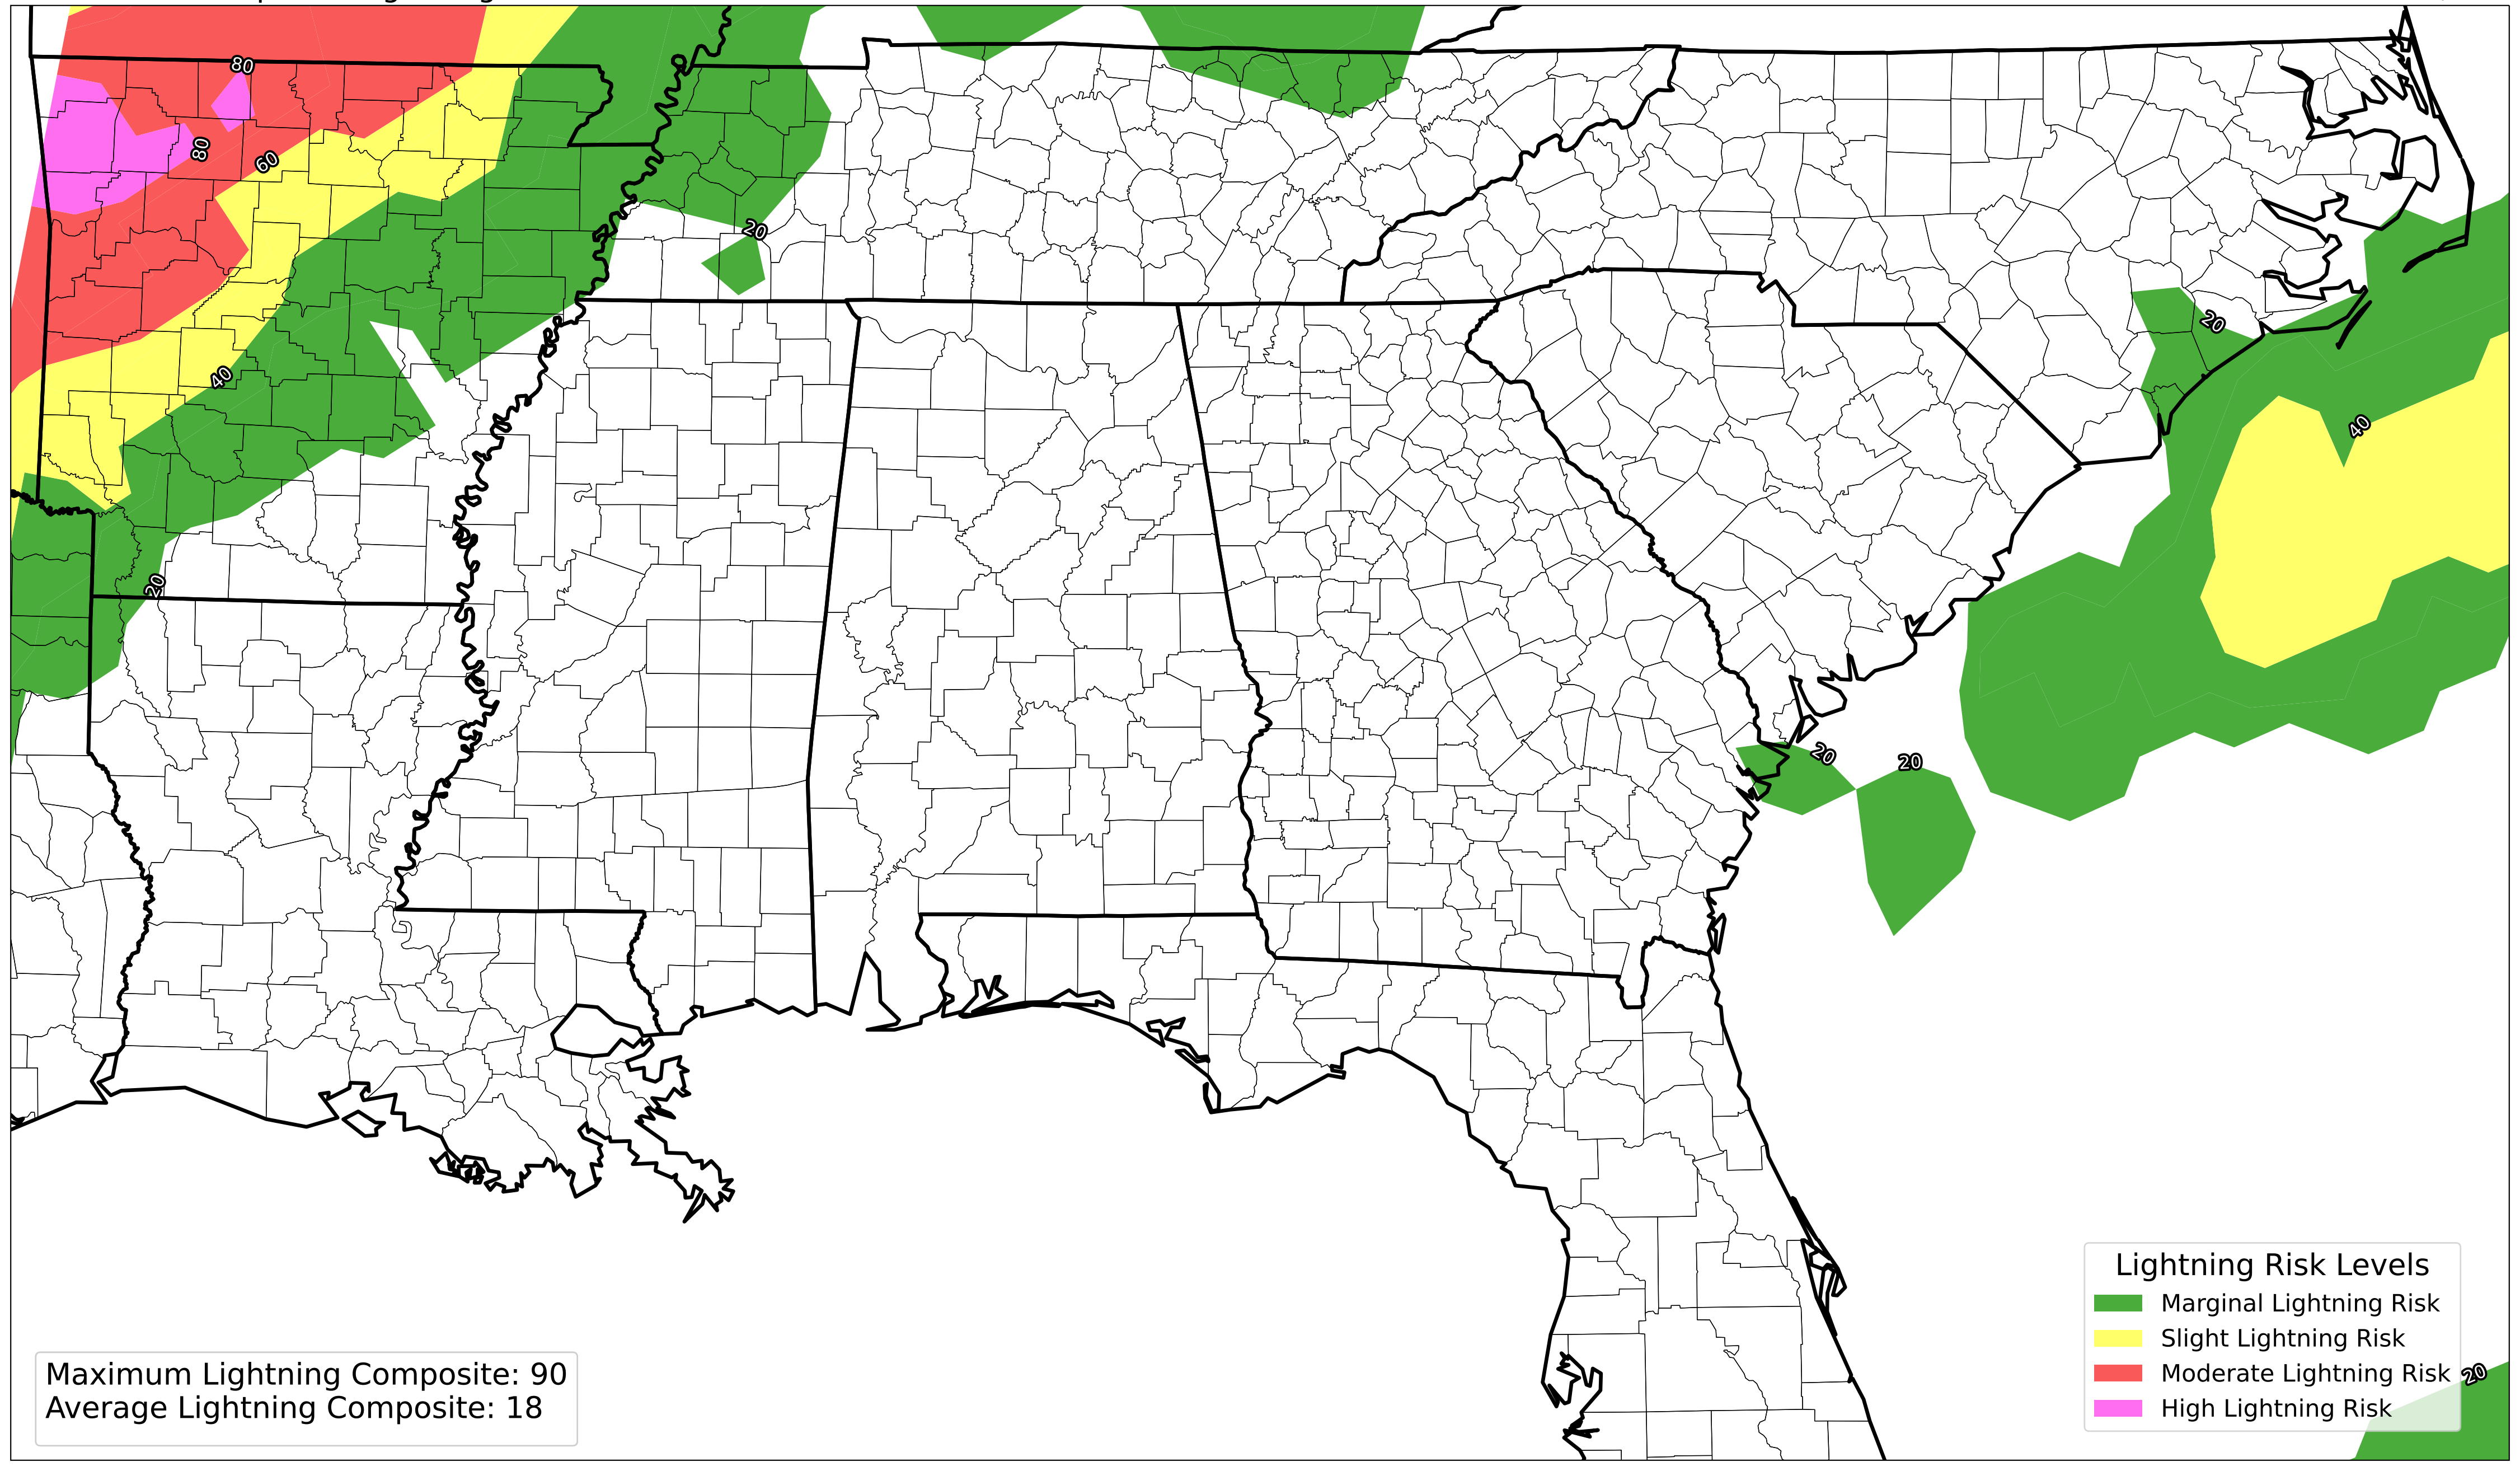 80
80
60
20
20
40
40
20
20
20
Lightning Risk Levels
Marginal Lightning Risk
Slight Lightning Risk
Moderate Lightning Risk
High Lightning Risk
20
Maximum Lightning Composite: 90
Average Lightning Composite: 18